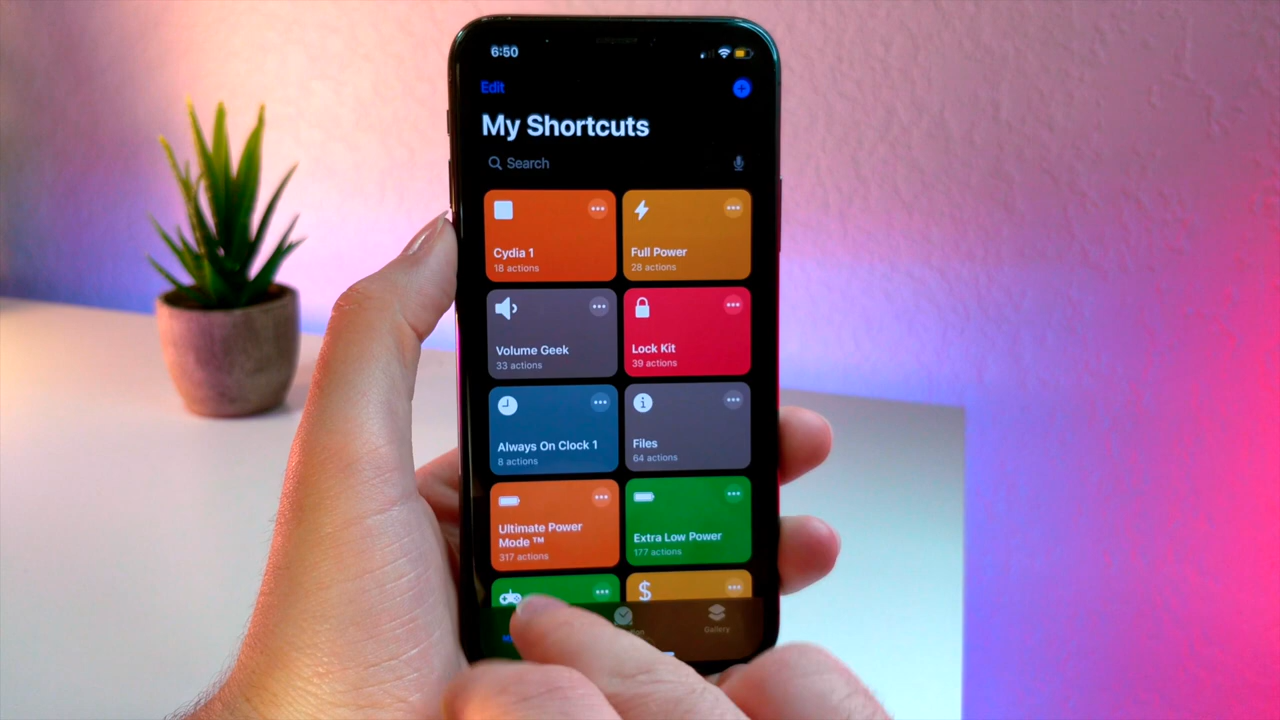 6:50
Edit
My Shortcuts
Search
Cydia 1
18 actions
Full Power
28 actions
Volume Geek
33 actions
Lock Kit
39 actions
Always On Clock 1
8 actions
Files
64 actions
Ultimate Power
Mode ™
317 actions
Extra Low Power
177 actions
$
Gallery